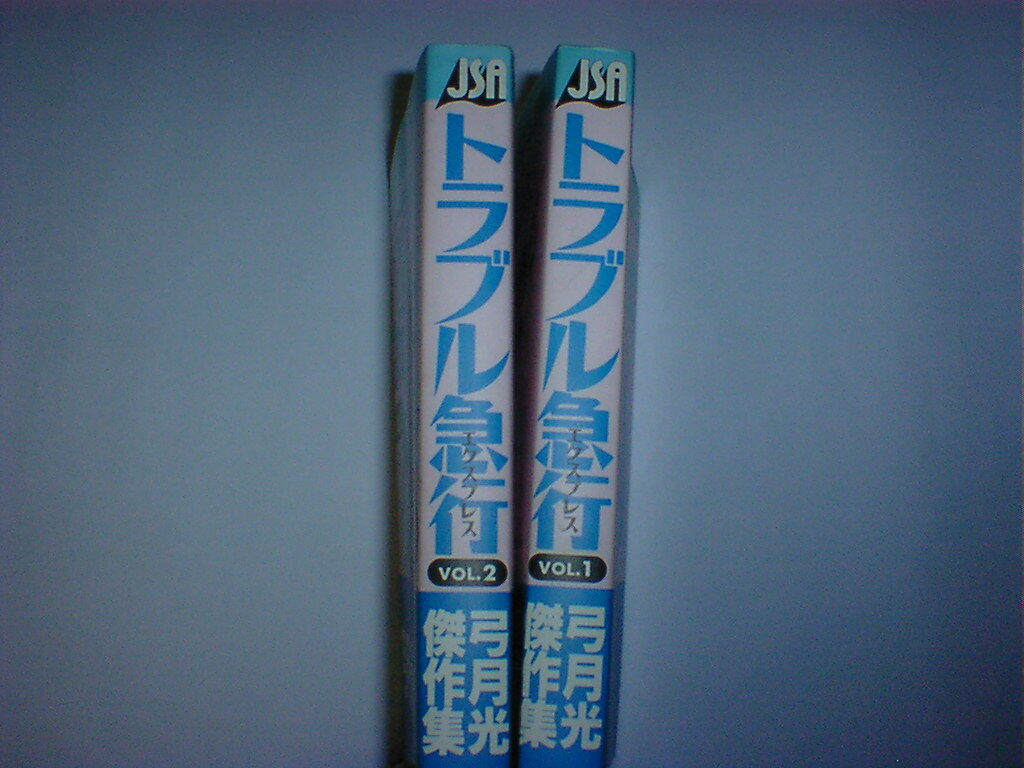 JSA
トラブル急行
エクスプレス
VOL.1
弓月光
傑作集
JSA
トラブル急行
エクスプレス
VOL.2
弓月光
傑作集